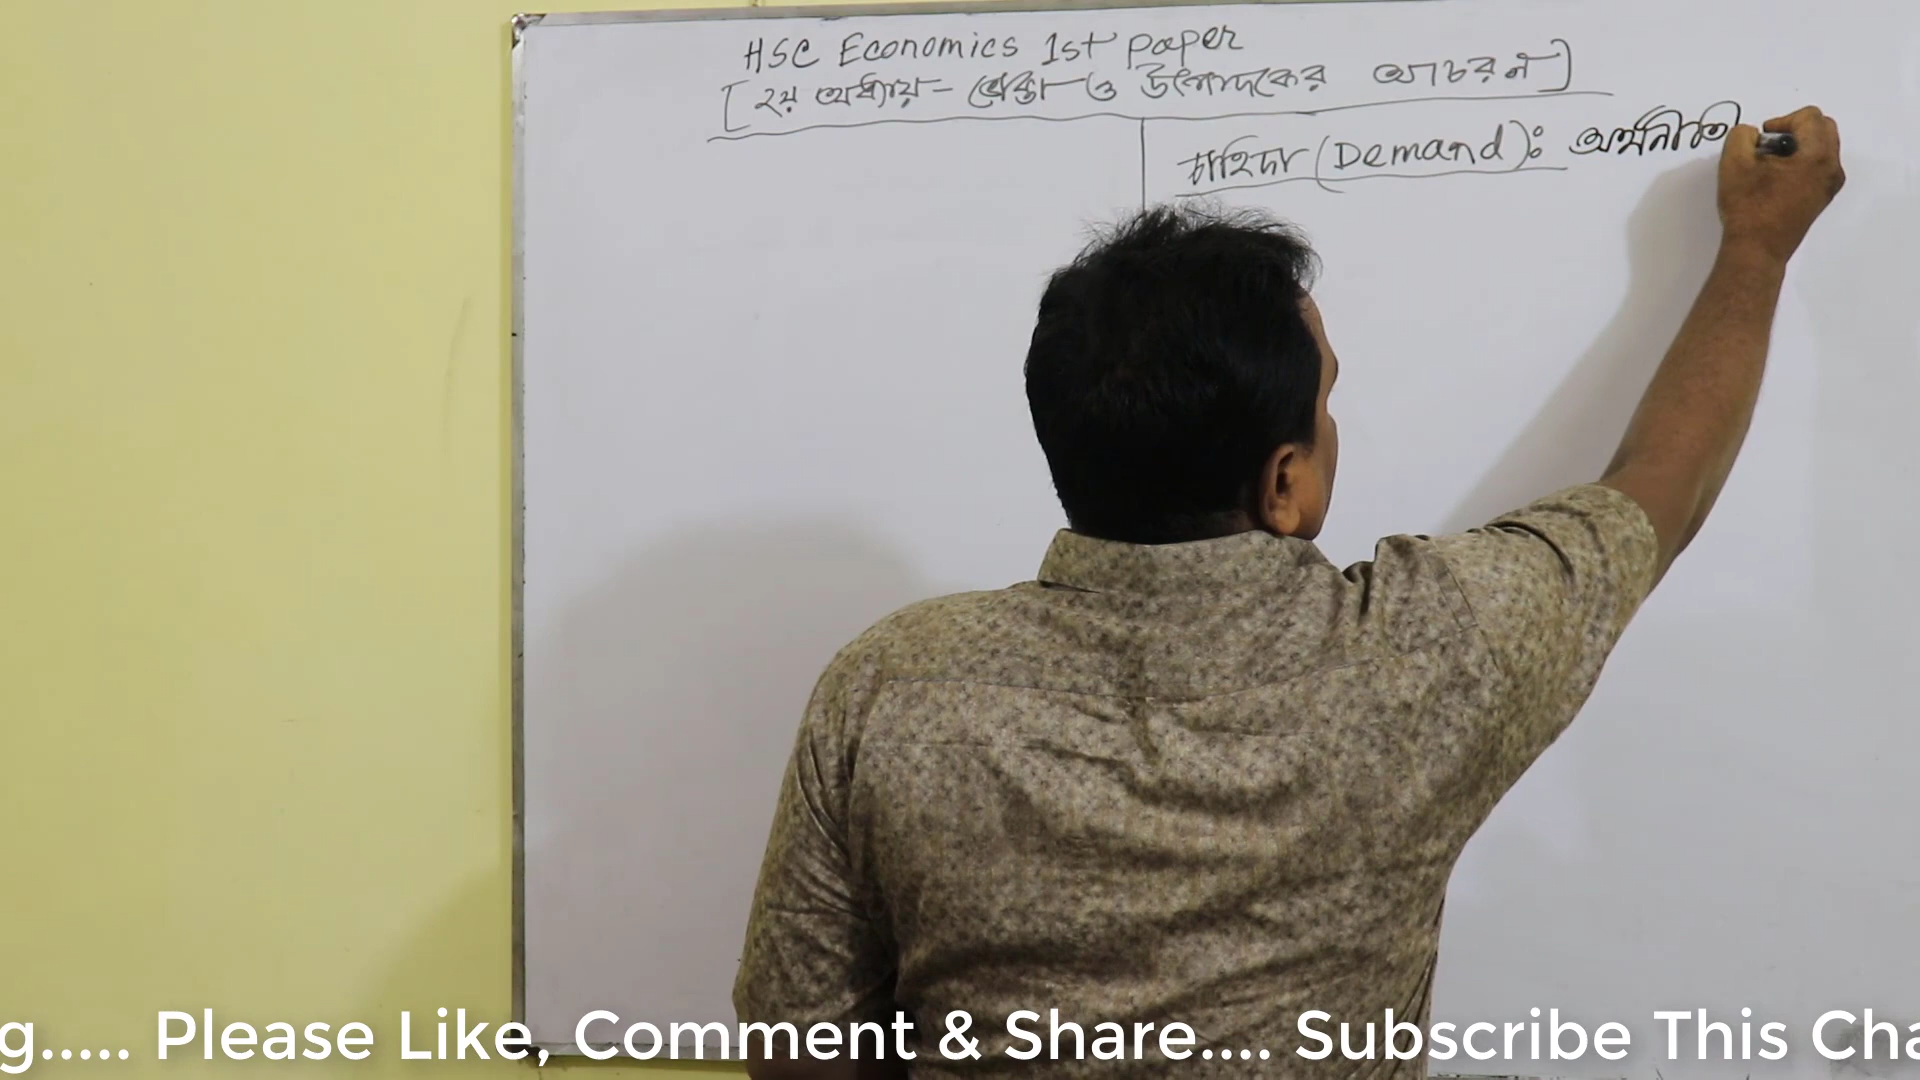 HSC Economics 1st paper
[২য় অধ্যায় - ভোক্তা ও উৎপাদকের আচরণ]
চাহিদা (Demand): অর্থনীতি
g..... Please Like, Comment & Share.... Subscribe This Cha